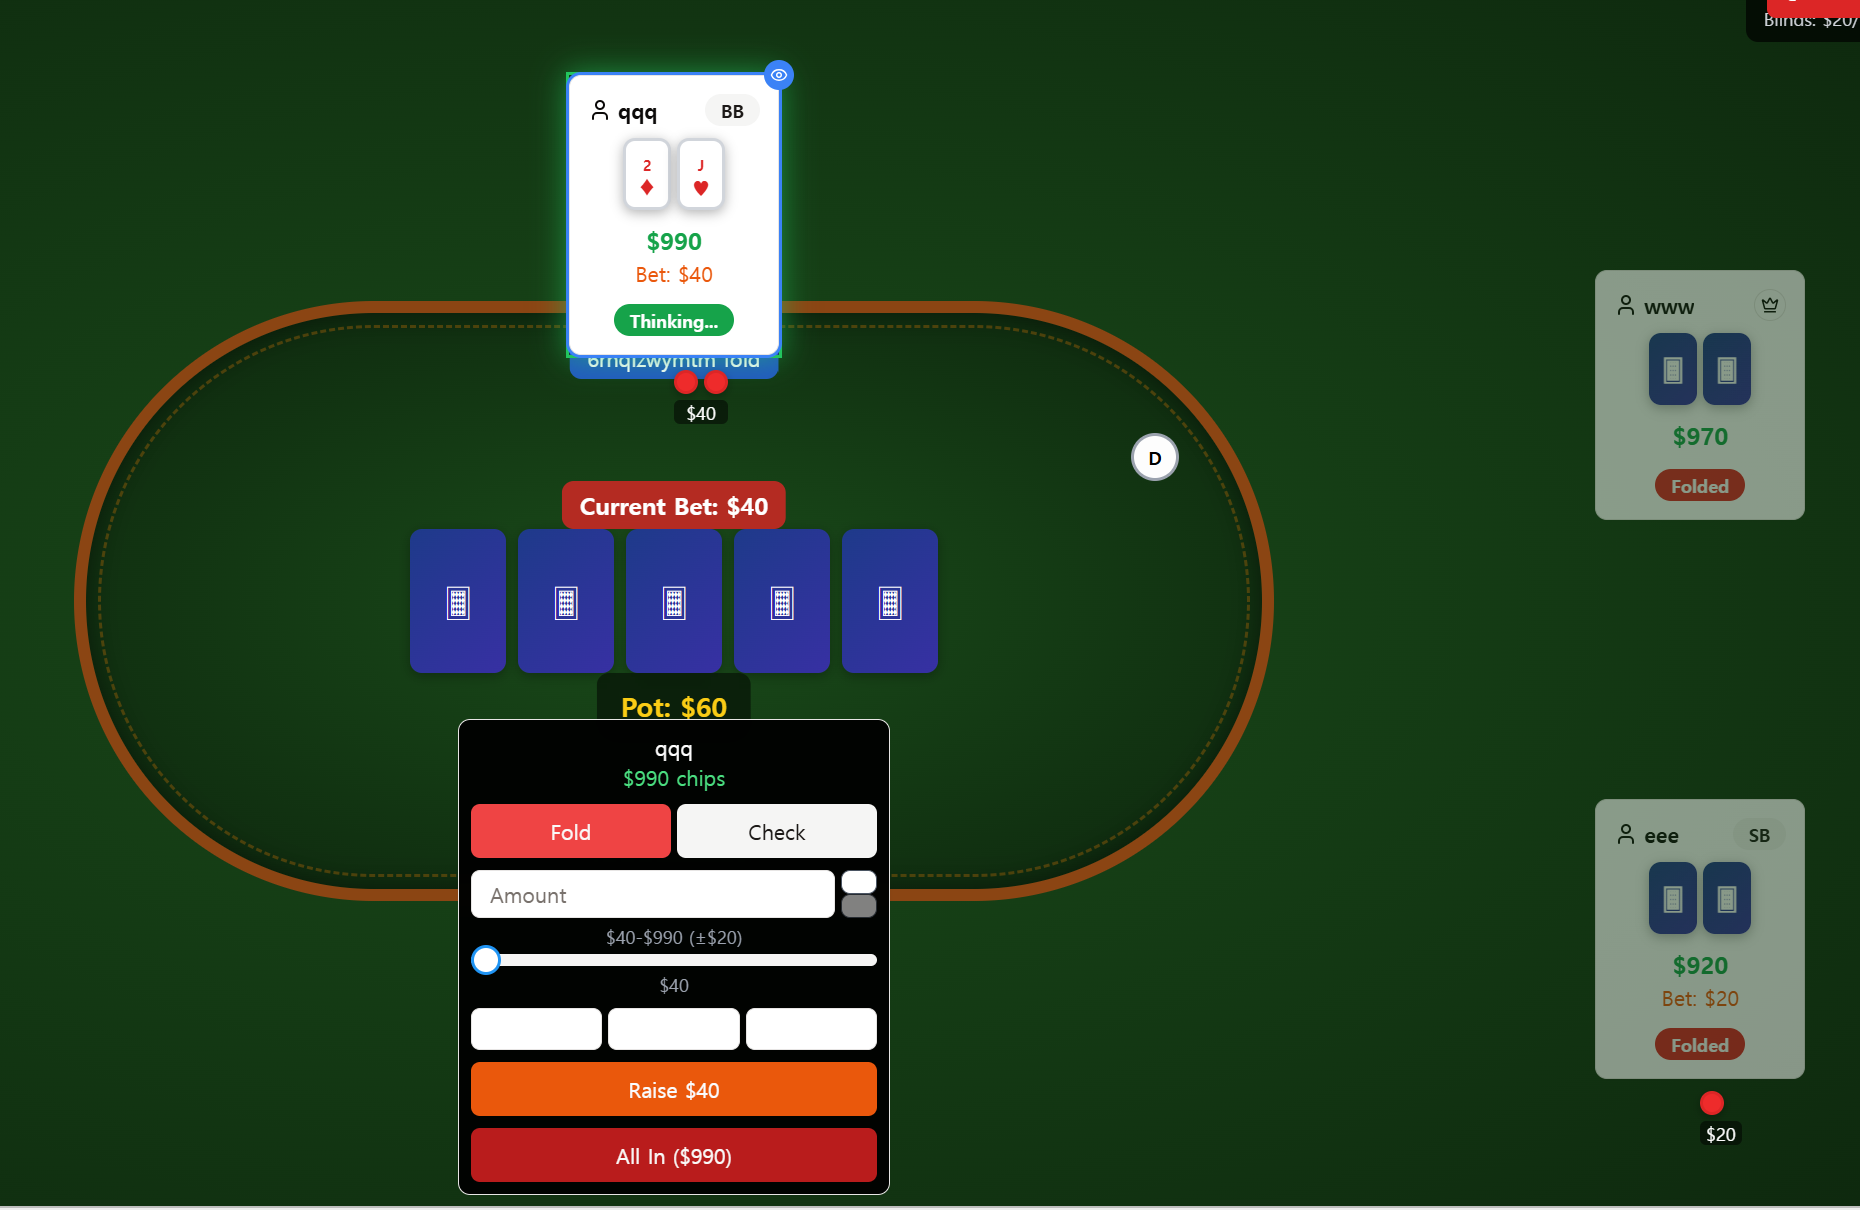 Blinds: $20/
qqq
BB
2
♦
J
♥
$990
Bet: $40
Thinking...
fold
$40
D
www
$970
Folded
Current Bet: $40
Pot: $60
qqq
$990 chips
Fold
Check
Amount
$40-$990 (±$20)
$40
Raise $40
All In ($990)
eee
SB
$920
Bet: $20
Folded
$20